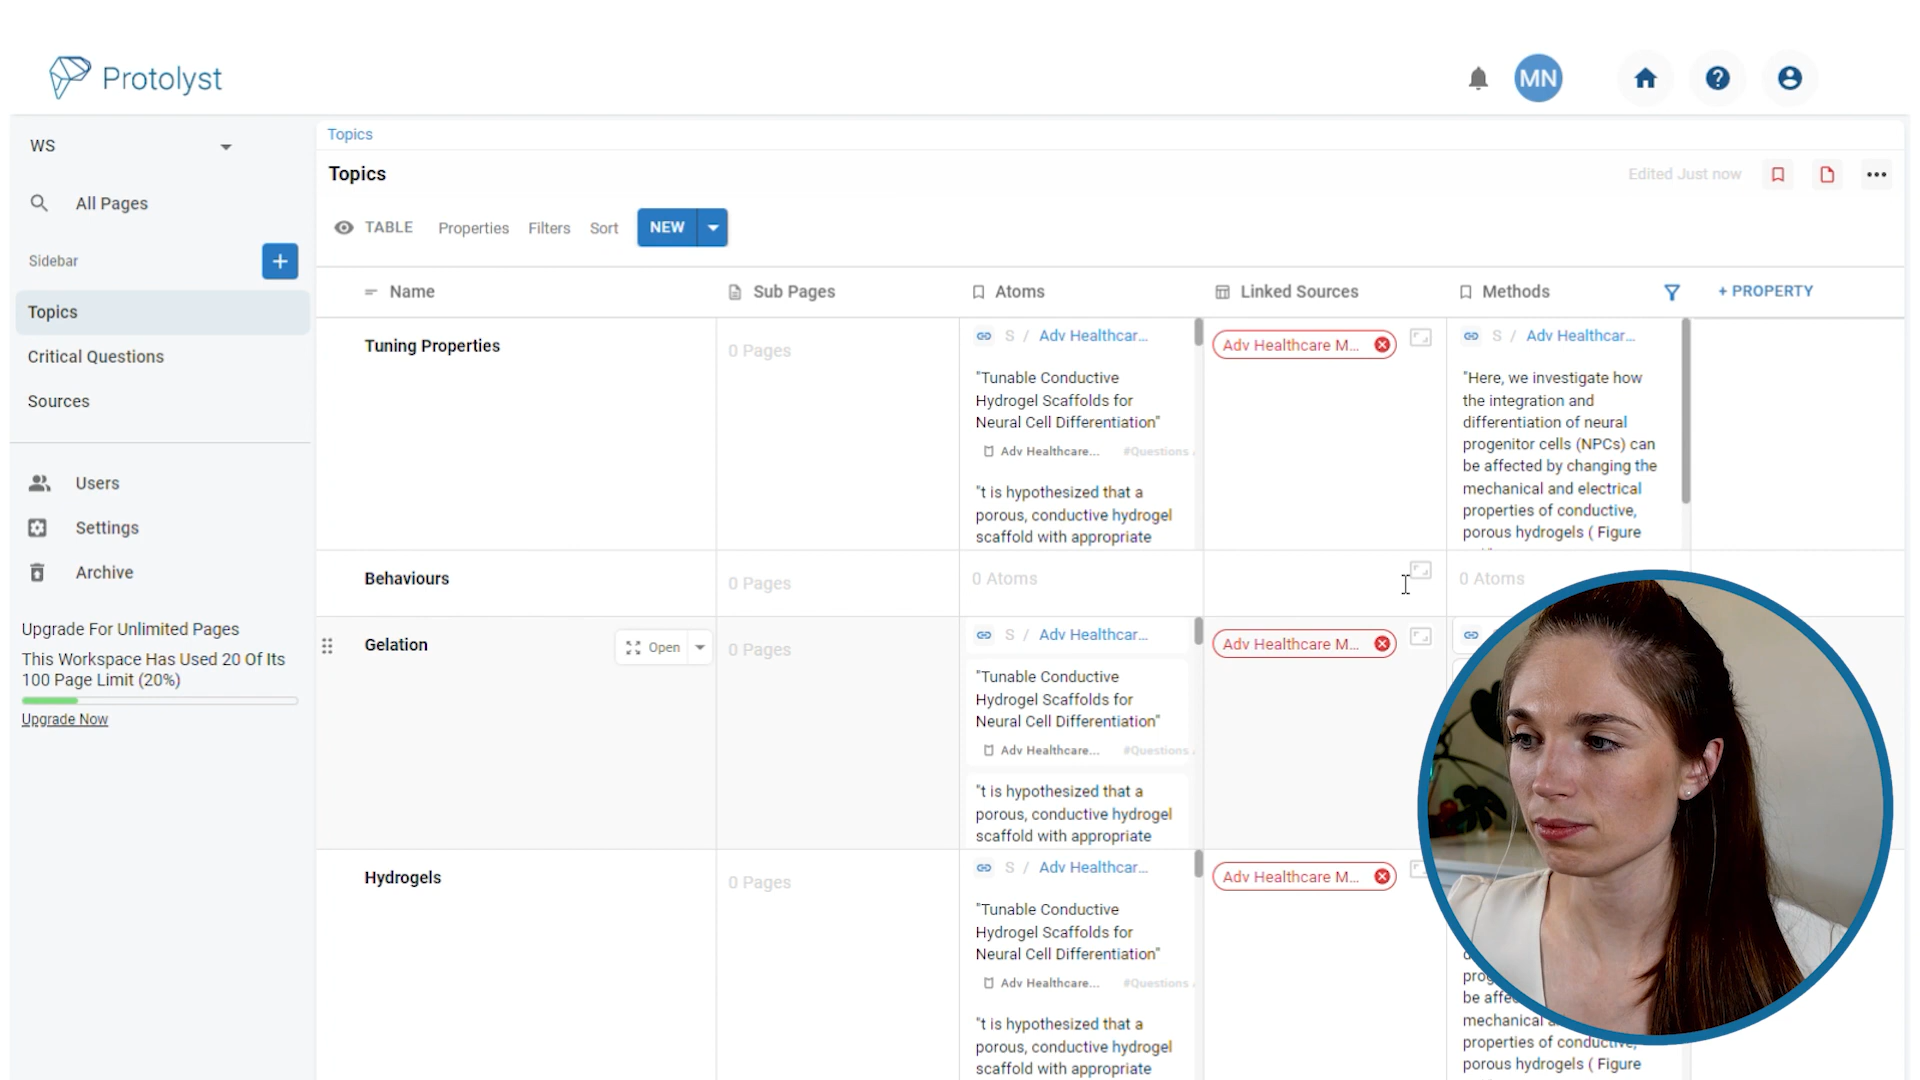 Protolyst
MN
WS
All Pages
Sidebar
Topics
Critical Questions
Sources
Users
Settings
Archive
Upgrade For Unlimited Pages
This Workspace Has Used 20 Of Its
100 Page Limit (20%)
Upgrade Now
Topics
Topics
Edited Just now
TABLE
Properties
Filters
Sort
NEW
Name
Sub Pages
Atoms
Linked Sources
Methods
+ PROPERTY
Tuning Properties
0 Pages
S / Adv Healthcar...
"Tunable Conductive
Hydrogel Scaffolds for
Neural Cell Differentiation"
Adv Healthcare...
#Questions
"t is hypothesized that a
porous, conductive hydrogel
scaffold with appropriate
Adv Healthcare M...
S / Adv Healthcar...
"Here, we investigate how
the integration and
differentiation of neural
progenitor cells (NPCs) can
be affected by changing the
mechanical and electrical
properties of conductive,
porous hydrogels ( Figure
Behaviours
0 Pages
0 Atoms
0 Atoms
Gelation
Open
0 Pages
S / Adv Healthcar...
"Tunable Conductive
Hydrogel Scaffolds for
Neural Cell Differentiation"
Adv Healthcare...
#Questions
"t is hypothesized that a
porous, conductive hydrogel
scaffold with appropriate
Adv Healthcare M...
Hydrogels
0 Pages
S / Adv Healthcar...
"Tunable Conductive
Hydrogel Scaffolds for
Neural Cell Differentiation"
Adv Healthcare...
#Questions
"t is hypothesized that a
porous, conductive hydrogel
scaffold with appropriate
Adv Healthcare M...
be
mechanical
properties of conductive,
porous hydrogels ( Figure